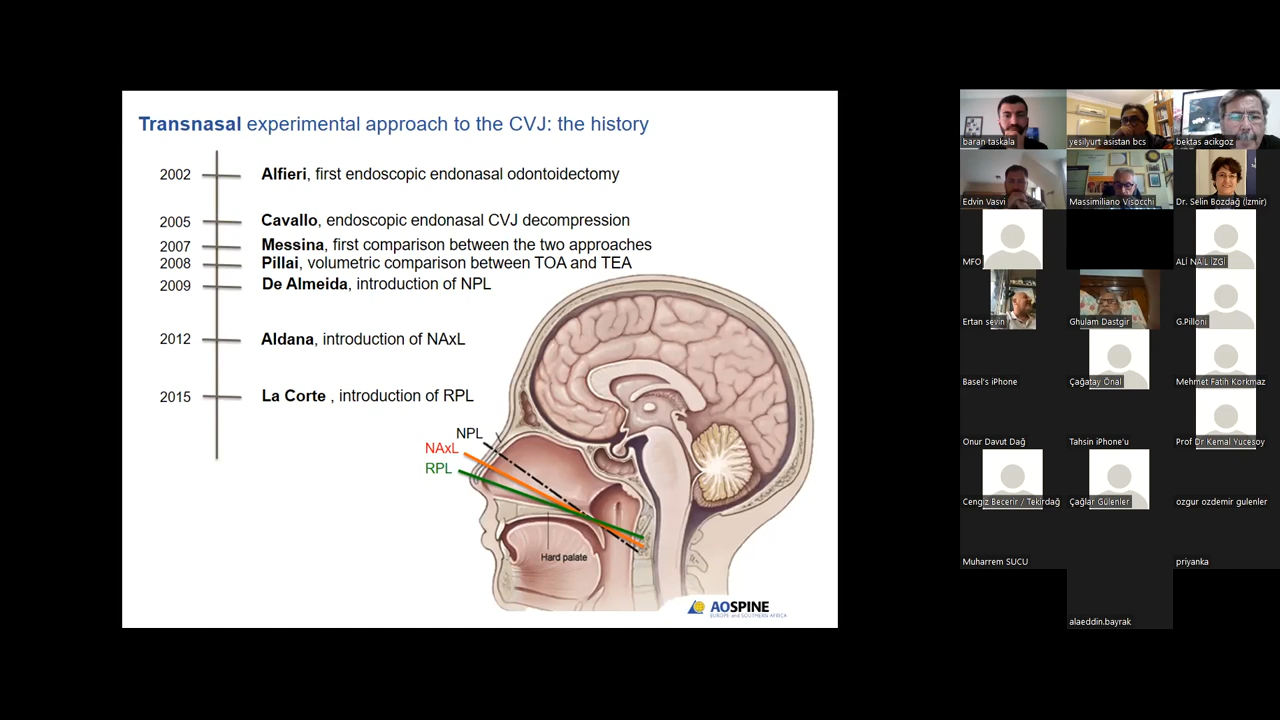 Transnasal experimental approach to the CVJ: the history
2002 Alfieri, first endoscopic endonasal odontoidectomy
2005 Cavallo, endoscopic endonasal CVJ decompression
2007 Messina, first comparison between the two approaches
2008 Pillai, volumetric comparison between TOA and TEA
2009 De Almeida, introduction of NPL
2012 Aldana, introduction of NAxL
2015 La Corte , introduction of RPL
NPL
NAxL
RPL
Hard palate
AOSPINE
EUROPE and SOUTHERN AFRICA
baran taskala
yesilyurt asistan bcs
bektas acikgoz
Edvin Vasvi
Massimiliano Visocchi
Dr. Selin Bozdağ (İzmir)
MFO
ALİ NAİL İZGİ
Ertan sevin
Ghulam Dastgir
G.Pilloni
Basel's iPhone
Çağatay Önal
Mehmet Fatih Korkmaz
Onur Davut Dağ
Tahsin iPhone'u
Prof Dr Kemal Yucesoy
Cengiz Becerir / Tekirdağ
Çağlar Gülenler
ozgur ozdemir gulenler
Muharrem SUCU
priyanka
alaeddin.bayrak